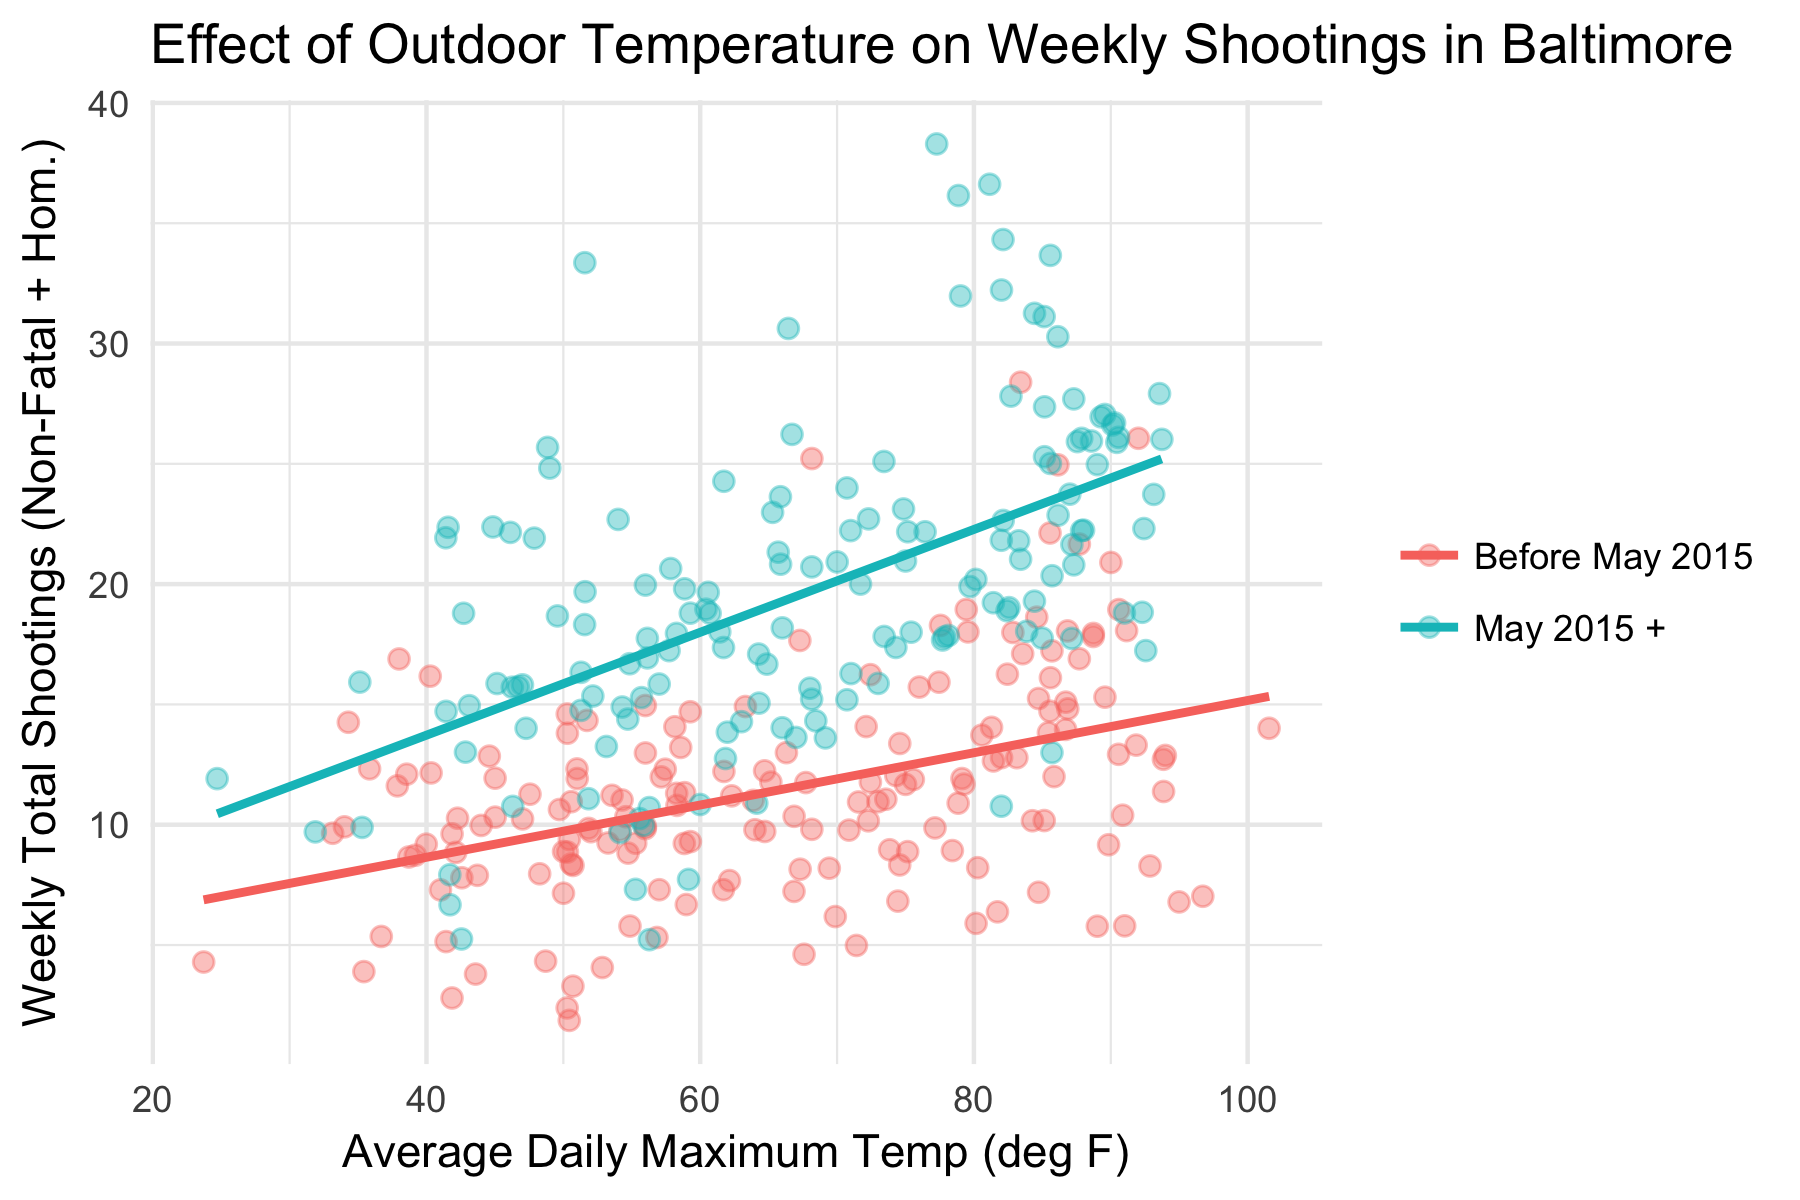 Effect of Outdoor Temperature on Weekly Shootings in Baltimore
Weekly Total Shootings (Non-Fatal + Hom.)
40
30
20
10
20 40 60 80 100
Average Daily Maximum Temp (deg F)
Before May 2015
May 2015 +